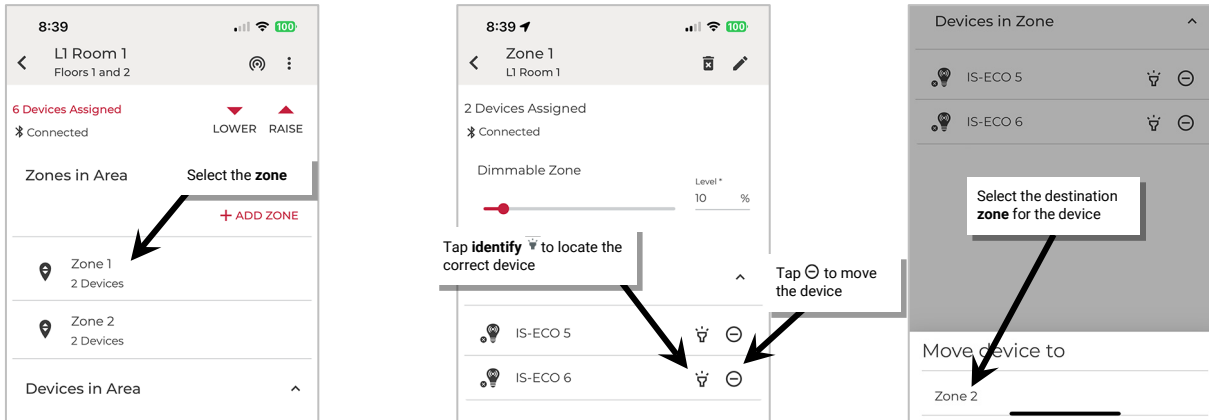 8:39
100
L1 Room 1
Floors 1 and 2
6 Devices Assigned
Connected
LOWER RAISE
Zones in Area
Select the zone
+ ADD ZONE
Zone 1
2 Devices
Zone 2
2 Devices
Devices in Area
8:39
100
Zone 1
L1 Room 1
2 Devices Assigned
Connected
Dimmable Zone
Level *
10 %
Tap identify to locate the
correct device
Tap ⊖ to move
the device
IS-ECO 5
IS-ECO 6
Devices in Zone
IS-ECO 5
IS-ECO 6
Select the destination
zone for the device
Move device to
Zone 2